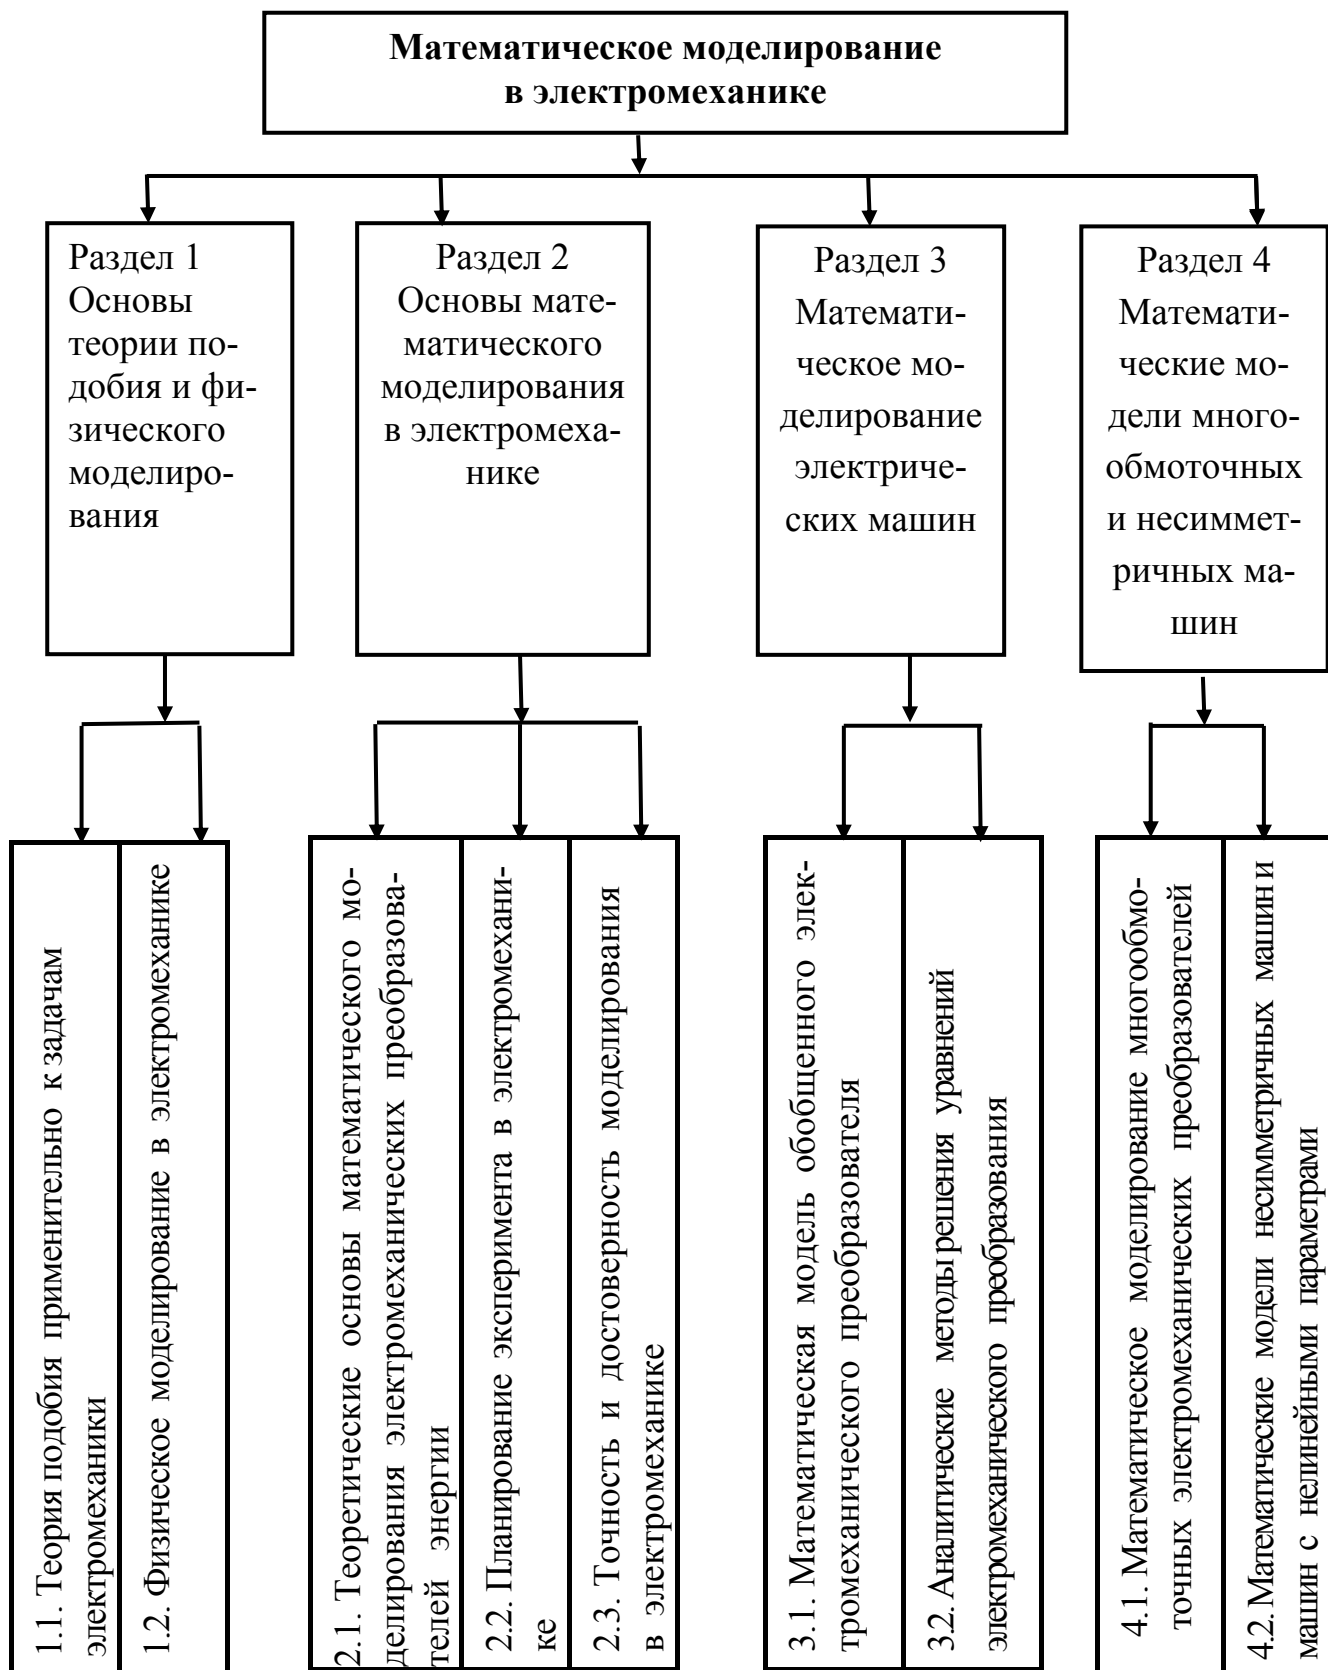 Математическое моделирование
в электромеханике
Раздел 1
Основы
теории по-
добия и фи-
зического
моделиро-
вания
Раздел 2
Основы мате-
матического
моделирования
в электромеха-
нике
Раздел 3
Математи-
ческое мо-
делирование
электриче-
ских машин
Раздел 4
Математи-
ческие мо-
дели много-
обмоточных
и несиммет-
ричных ма-
шин
1.1. Теория подобия применительно к задачам
электромеханики
1.2. Физическое моделирование в электромеханике
2.1. Теоретические основы математического мо-
делирования электромеханических преобразова-
телей энергии
2.2. Планирование эксперимента в электромехани-
ке
2.3. Точность и достоверность моделирования
в электромеханике
3.1. Математическая модель обобщенного элек-
тромеханического преобразователя
3.2. Аналитические методы решения уравнений
электромеханического преобразования
4.1. Математическое моделирование многообмо-
точных электромеханических преобразователей
4.2. Математические модели несимметричных машин и
машин с нелинейными параметрами